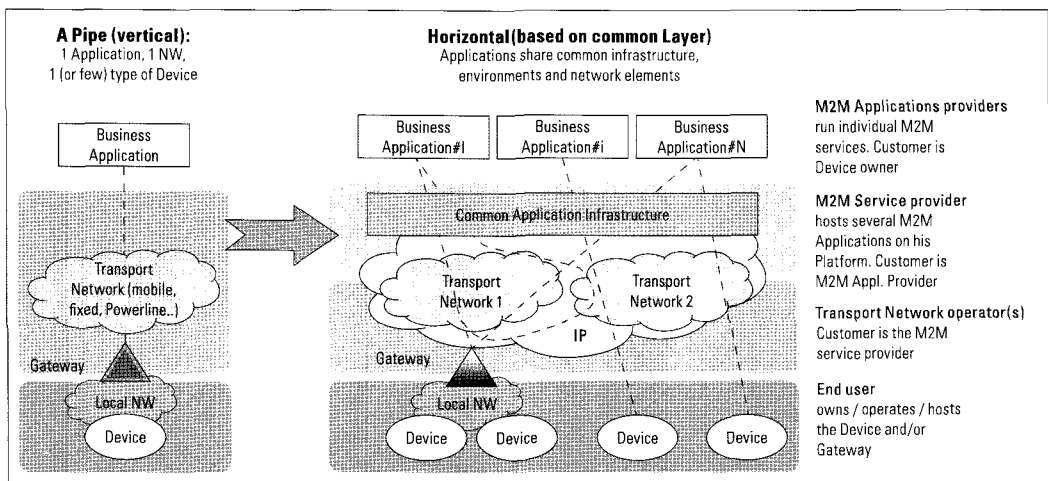 A Pipe (vertical):
1 Application, 1 NW,
1 (or few) type of Device
Horizontal (based on common Layer)
Applications share common infrastructure,
environments and network elements
Business
Application
Transport
Network (mobile,
fixed, Powerline..)
Gateway
Local NW
Device
Business
Application#I
Business
Application#i
Business
Application#N
Common Application Infrastructure
Transport
Network 1
Transport
Network 2
IP
Gateway
Local NW
Device
Device
Device
Device
M2M Applications providers
run individual M2M
services. Customer is
Device owner
M2M Service provider
hosts several M2M
Applications on his
Platform. Customer is
M2M Appl. Provider
Transport Network operator(s)
Customer is the M2M
service provider
End user
owns / operates / hosts
the Device and/or
Gateway